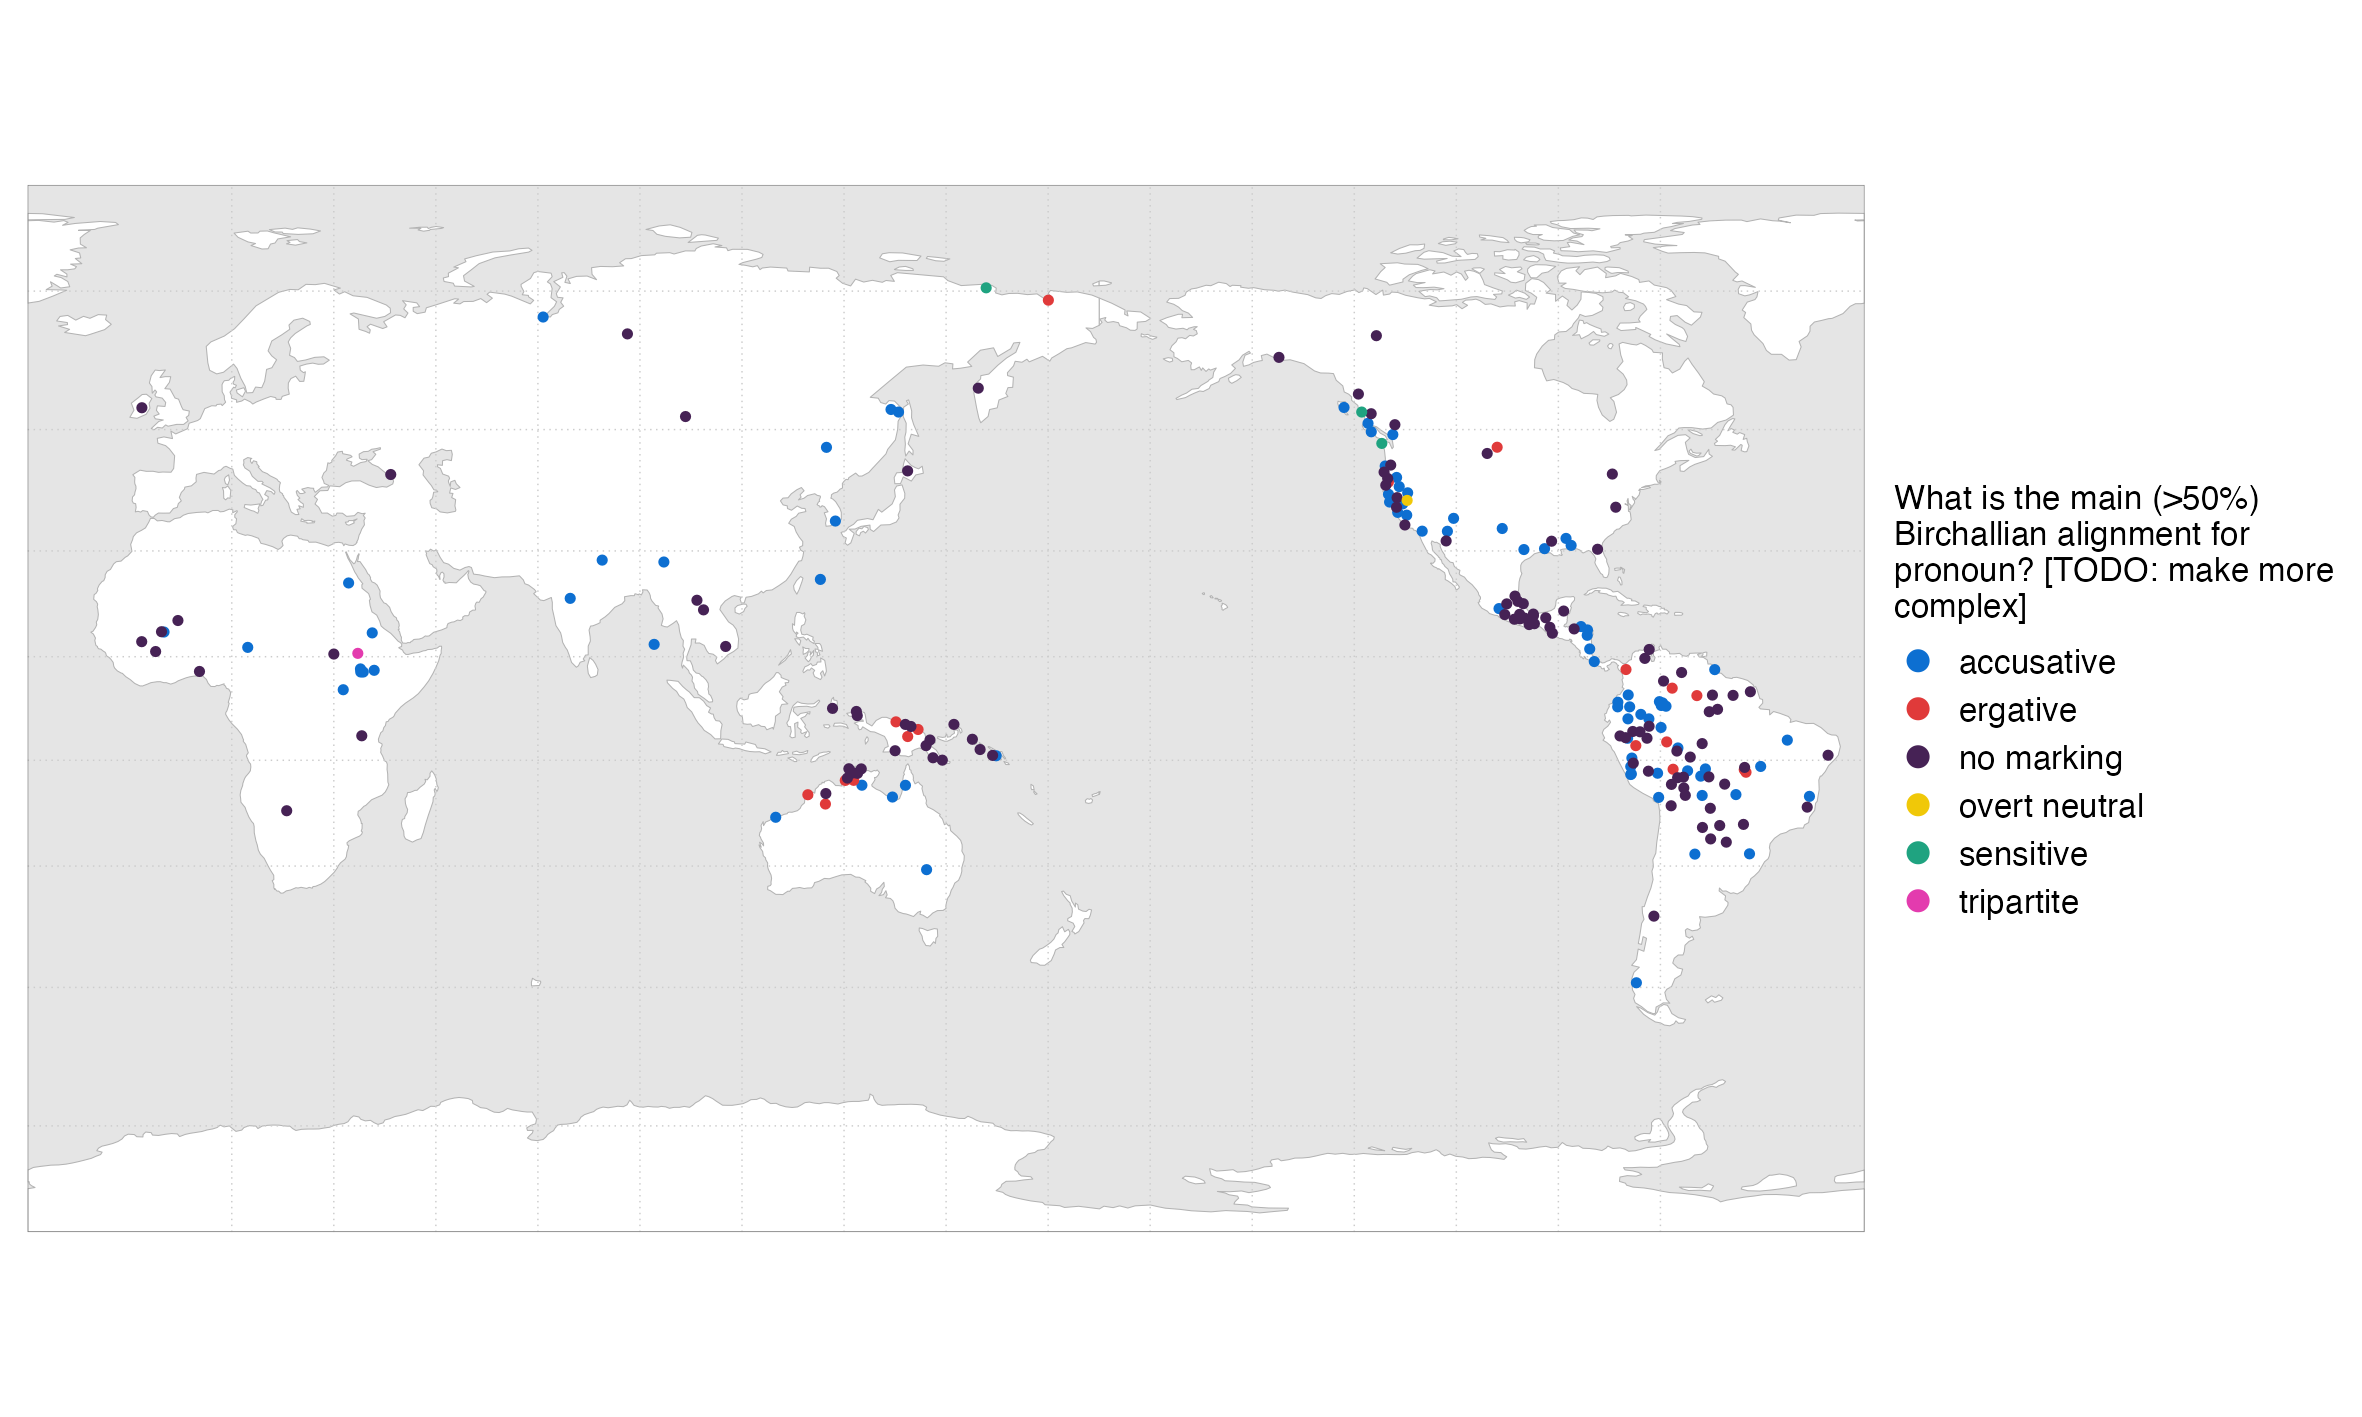 What is the main (>50%)
Birchallian alignment for
pronoun? [TODO: make more
complex]
accusative
ergative
no marking
overt neutral
sensitive
tripartite